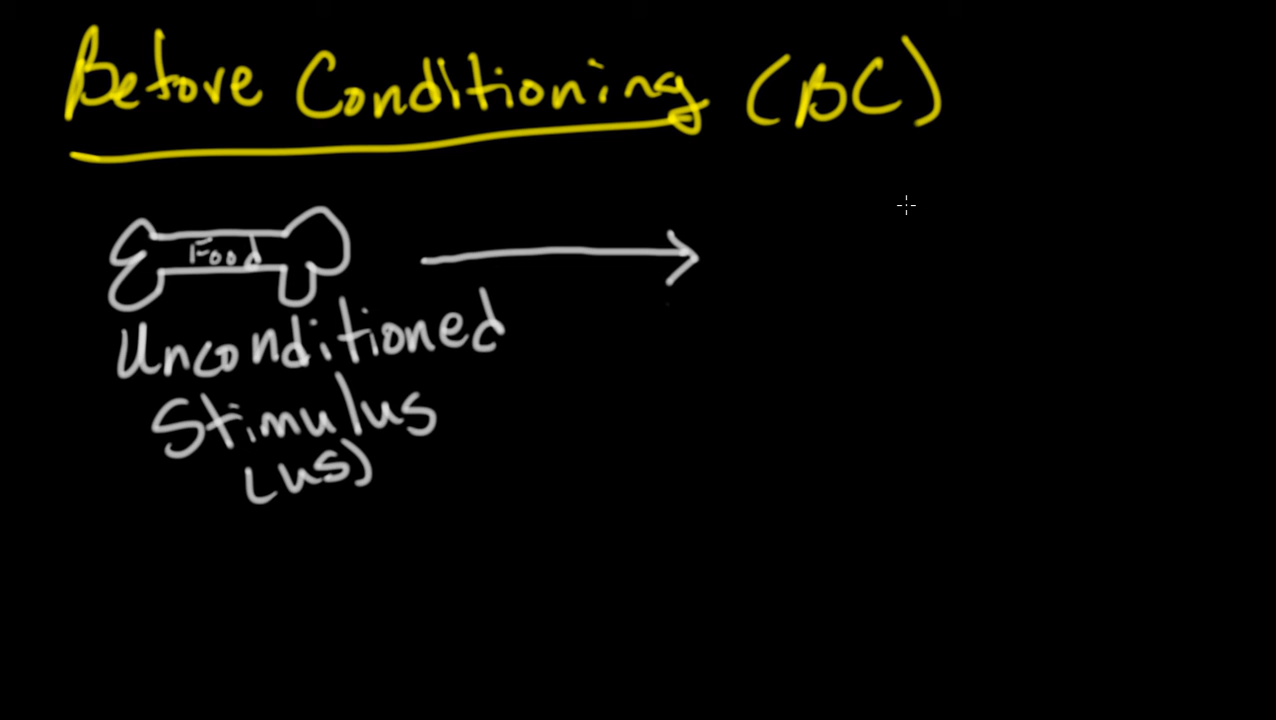 Before Conditioning (BC)
Food
Unconditioned
Stimulus
(US)